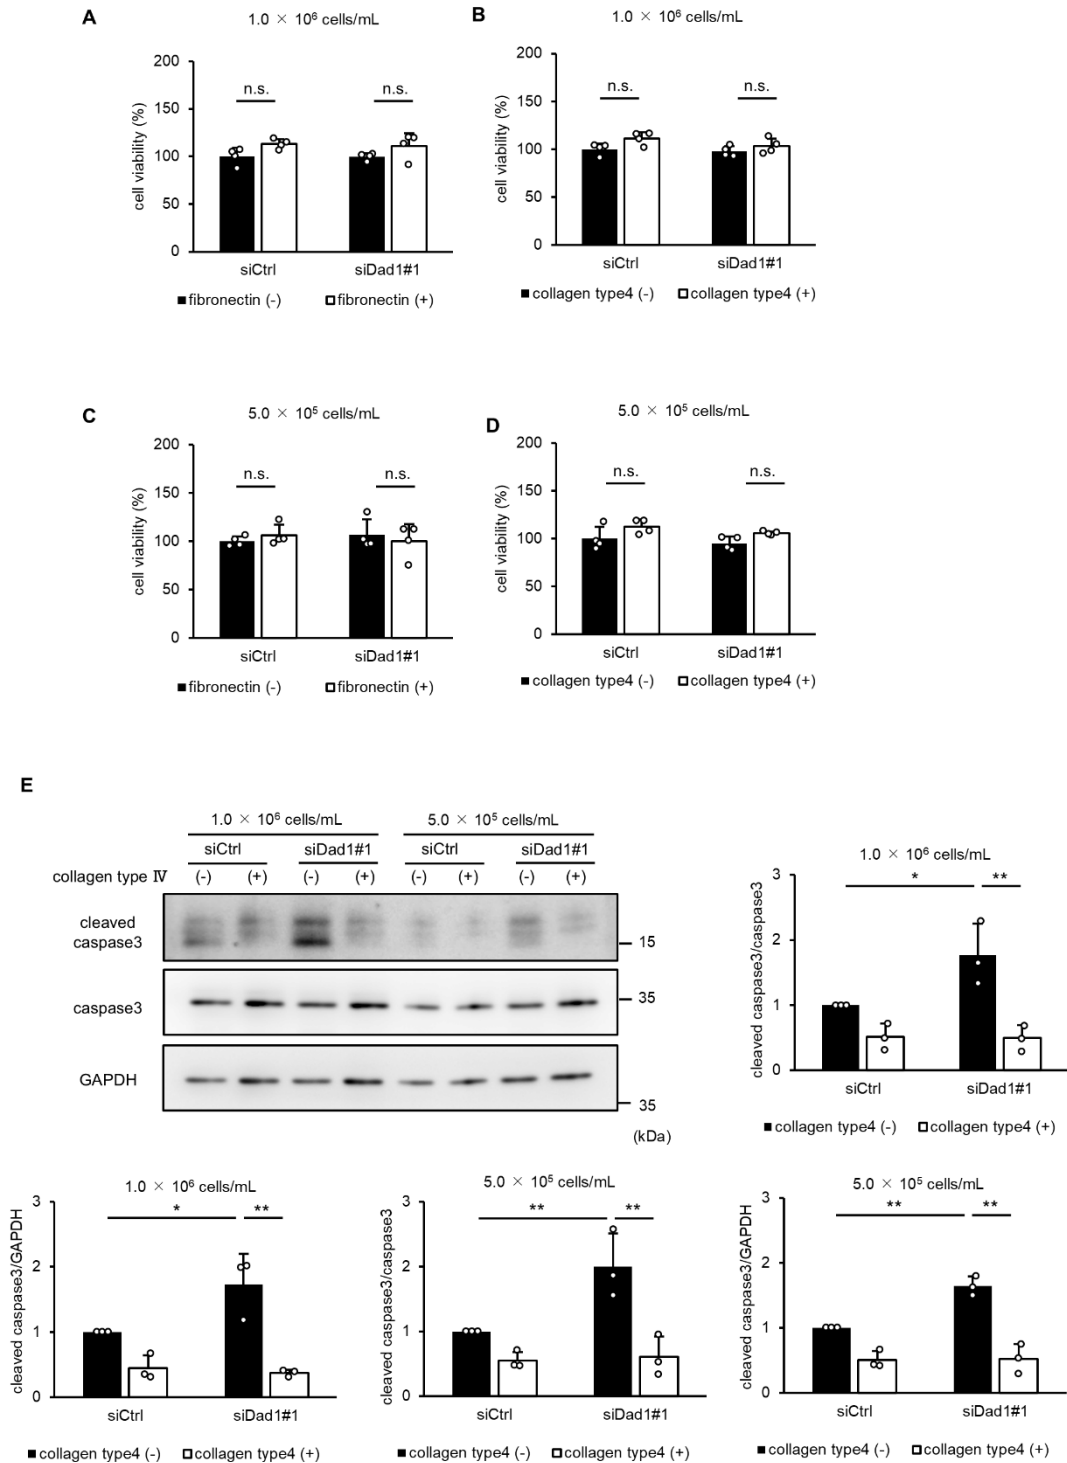 A
1.0 × 10⁶ cells/mL
cell viability (%)
200
150
100
50
0
n.s.
n.s.
siCtrl
siDad1#1
fibronectin (-)
fibronectin (+)
B
1.0 × 10⁶ cells/mL
cell viability (%)
200
150
100
50
0
n.s.
n.s.
siCtrl
siDad1#1
collagen type4 (-)
collagen type4 (+)
C
5.0 × 10⁵ cells/mL
cell viability (%)
200
150
100
50
0
n.s.
n.s.
siCtrl
siDad1#1
fibronectin (-)
fibronectin (+)
D
5.0 × 10⁵ cells/mL
cell viability (%)
200
150
100
50
0
n.s.
n.s.
siCtrl
siDad1#1
collagen type4 (-)
collagen type4 (+)
E
1.0 × 10⁶ cells/mL 5.0 × 10⁵ cells/mL
siCtrl siDad1#1 siCtrl siDad1#1
collagen type Ⅳ (-) (+) (-) (+) (-) (+) (-) (+)
cleaved
caspase3
15
caspase3
35
GAPDH
35
(kDa)
1.0 × 10⁶ cells/mL
cleaved caspase3/caspase3
3
2
1
0
*
**
siCtrl
siDad1#1
collagen type4 (-)
collagen type4 (+)
1.0 × 10⁶ cells/mL
cleaved caspase3/GAPDH
3
2
1
0
*
**
siCtrl
siDad1#1
collagen type4 (-)
collagen type4 (+)
5.0 × 10⁵ cells/mL
cleaved caspase3/caspase3
3
2
1
0
**
**
siCtrl
siDad1#1
collagen type4 (-)
collagen type4 (+)
5.0 × 10⁵ cells/mL
cleaved caspase3/GAPDH
3
2
1
0
**
**
siCtrl
siDad1#1
collagen type4 (-)
collagen type4 (+)